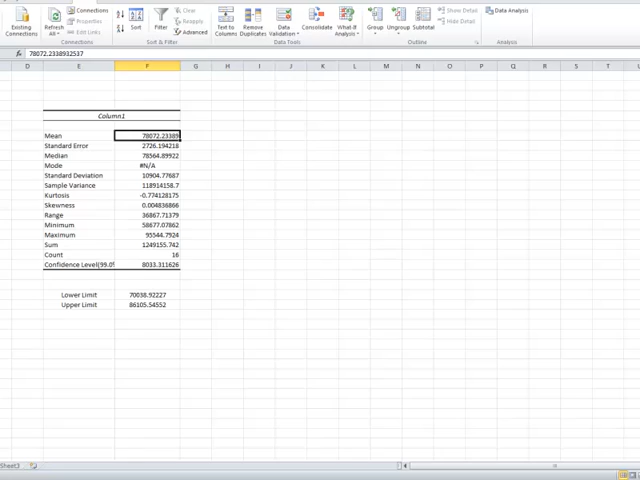 Existing Connections
Refresh All
Connections
Properties
Edit Links
Connections
Sort
Filter
Clear
Reapply
Advanced
Sort & Filter
Text to Columns
Remove Duplicates
Data Validation
Consolidate
What-If Analysis
Data Tools
Group
Ungroup
Subtotal
Show Detail
Hide Detail
Outline
Data Analysis
Analysis
fx 78072.2338932537
D E F G H I J K L M N O P Q R S T
Column1
Mean 78072.23389
Standard Error 2726.194218
Median 78564.89922
Mode #N/A
Standard Deviation 10904.77687
Sample Variance 118914158.7
Kurtosis -0.774128175
Skewness 0.004836866
Range 36867.71379
Minimum 58677.07862
Maximum 95544.7924
Sum 1249155.742
Count 16
Confidence Level(99.0% 8033.311626
Lower Limit 70038.92227
Upper Limit 86105.54552
Sheet3